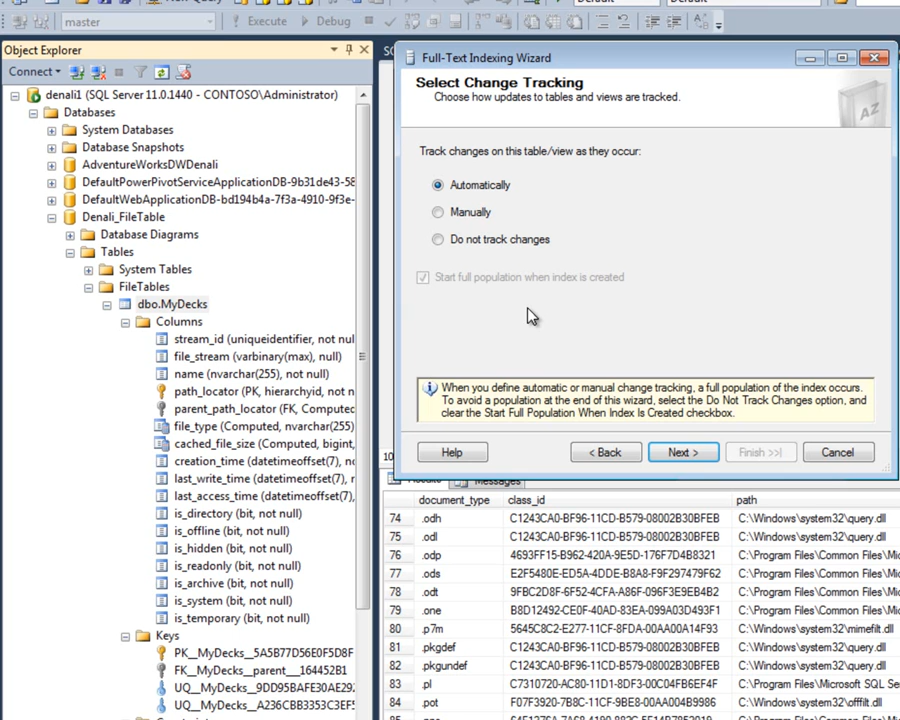 master
Execute
Debug
Object Explorer
Connect
denali1 (SQL Server 11.0.1440 - CONTOSO\Administrator)
Databases
System Databases
Database Snapshots
AdventureWorksDWDenali
DefaultPowerPivotServiceApplicationDB-9b31de43-58
DefaultWebApplicationDB-bd194b4a-7f3a-4910-9f3e-
Denali_FileTable
Database Diagrams
Tables
System Tables
FileTables
dbo.MyDecks
Columns
stream_id (uniqueidentifier, not nul
file_stream (varbinary(max), null)
name (nvarchar(255), not null)
path_locator (PK, hierarchyid, not nul
parent_path_locator (FK, Computed
file_type (Computed, nvarchar(255)
cached_file_size (Computed, bigint,
creation_time (datetimeoffset(7), no
last_write_time (datetimeoffset(7),
last_access_time (datetimeoffset(7),
is_directory (bit, not null)
is_offline (bit, not null)
is_hidden (bit, not null)
is_readonly (bit, not null)
is_archive (bit, not null)
is_system (bit, not null)
is_temporary (bit, not null)
Keys
PK__MyDecks__5A5B77D56E0F5D8F
FK__MyDecks__parent__164452B1
UQ__MyDecks__9DD95BAFE30AE292
UQ__MyDecks__A236CBB3353C3EF5
Full-Text Indexing Wizard
Select Change Tracking
Choose how updates to tables and views are tracked.
Track changes on this table/view as they occur:
Automatically
Manually
Do not track changes
Start full population when index is created
When you define automatic or manual change tracking, a full population of the index occurs.
To avoid a population at the end of this wizard, select the Do Not Track Changes option, and
clear the Start Full Population When Index Is Created checkbox.
Help
< Back
Next >
Finish >>|
Cancel
Messages
document_type class_id path
74 .odh C1243CA0-BF96-11CD-B579-08002B30BFEB C:\Windows\system32\query.dll
75 .odl C1243CA0-BF96-11CD-B579-08002B30BFEB C:\Windows\system32\query.dll
76 .odp 4693FF15-B962-420A-9E5D-176F7D4B8321 C:\Program Files\Common Files\Mic
77 .ods E2F5480E-ED5A-4DDE-B8A8-F9F297479F62 C:\Program Files\Common Files\Mic
78 .odt 9FBC2D8F-6F52-4CFA-A86F-096F3E9EB4B2 C:\Program Files\Common Files\Mic
79 .one B8D12492-CE0F-40AD-83EA-099A03D493F1 C:\Program Files\Common Files\Mic
80 .p7m 5645C8C2-E277-11CF-8FDA-00AA00A14F93 C:\Windows\system32\mimefilt.dll
81 .pkgdef C1243CA0-BF96-11CD-B579-08002B30BFEB C:\Windows\system32\query.dll
82 .pkgundef C1243CA0-BF96-11CD-B579-08002B30BFEB C:\Windows\system32\query.dll
83 .pl C7310720-AC80-11D1-8DF3-00C04FB6EF4F C:\Program Files\Microsoft SQL Ser
84 .pot F07F3920-7B8C-11CF-9BE8-00AA004B9986 C:\Windows\system32\offfilt.dll